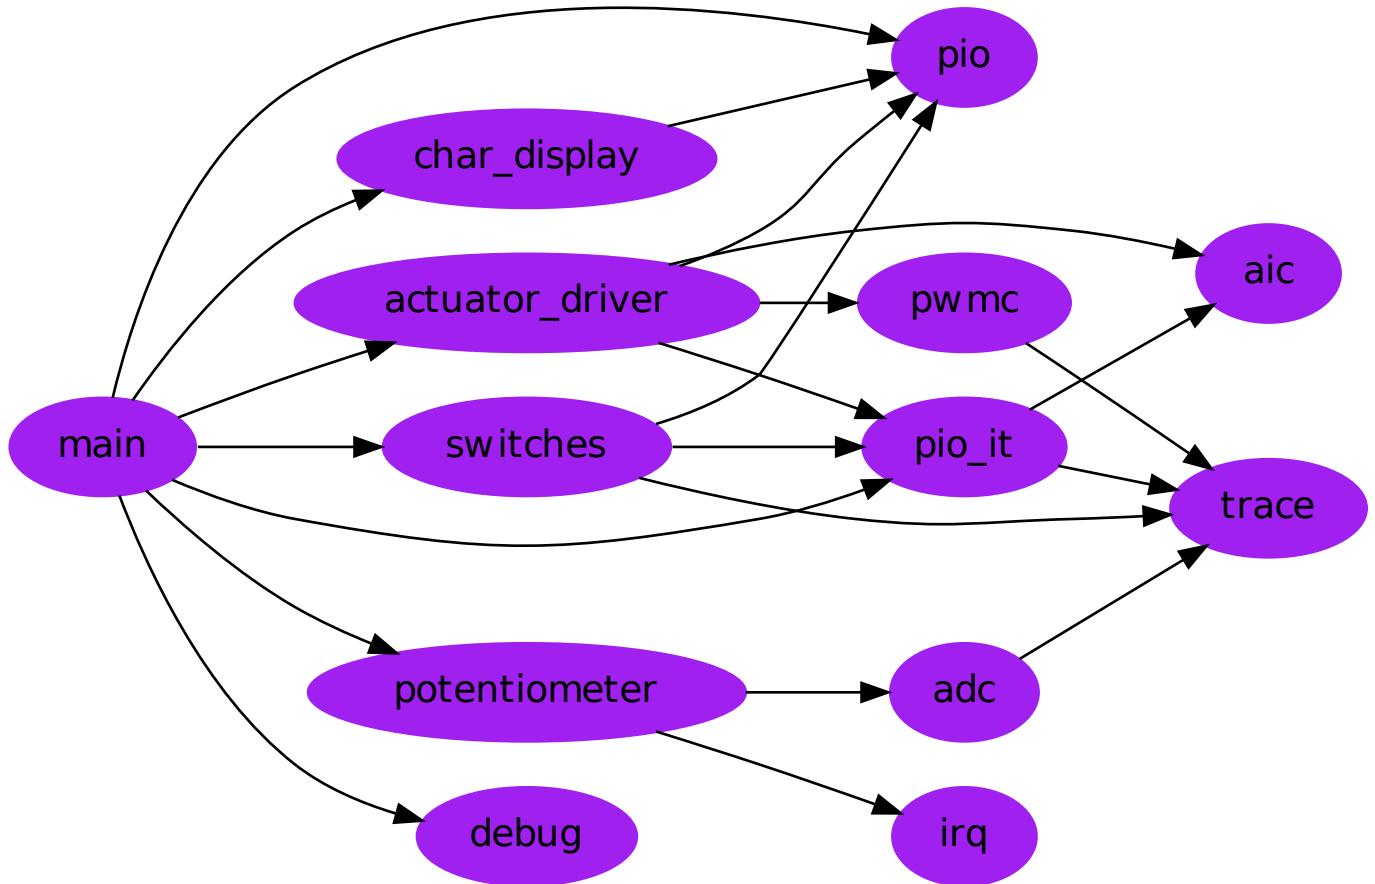 pio
char_display
aic
actuator_driver
pwmc
main
switches
pio_it
trace
potentiometer
adc
debug
irq